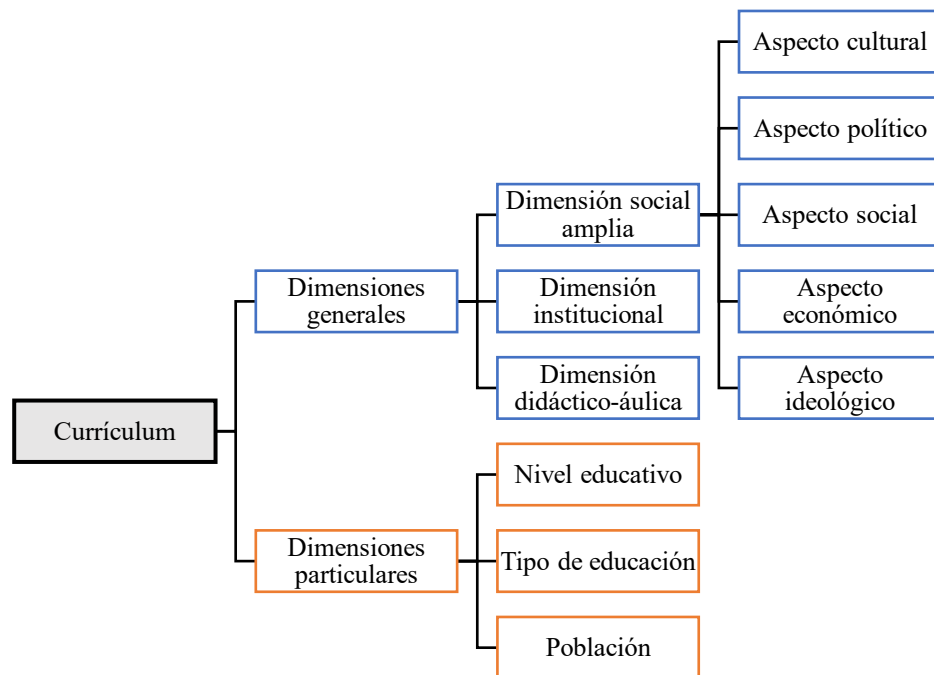 Currículum
Dimensiones
generales
Dimensión social
amplia
Aspecto cultural
Aspecto político
Aspecto social
Aspecto
económico
Aspecto
ideológico
Dimensión
institucional
Dimensión
didáctico-áulica
Dimensiones
particulares
Nivel educativo
Tipo de educación
Población